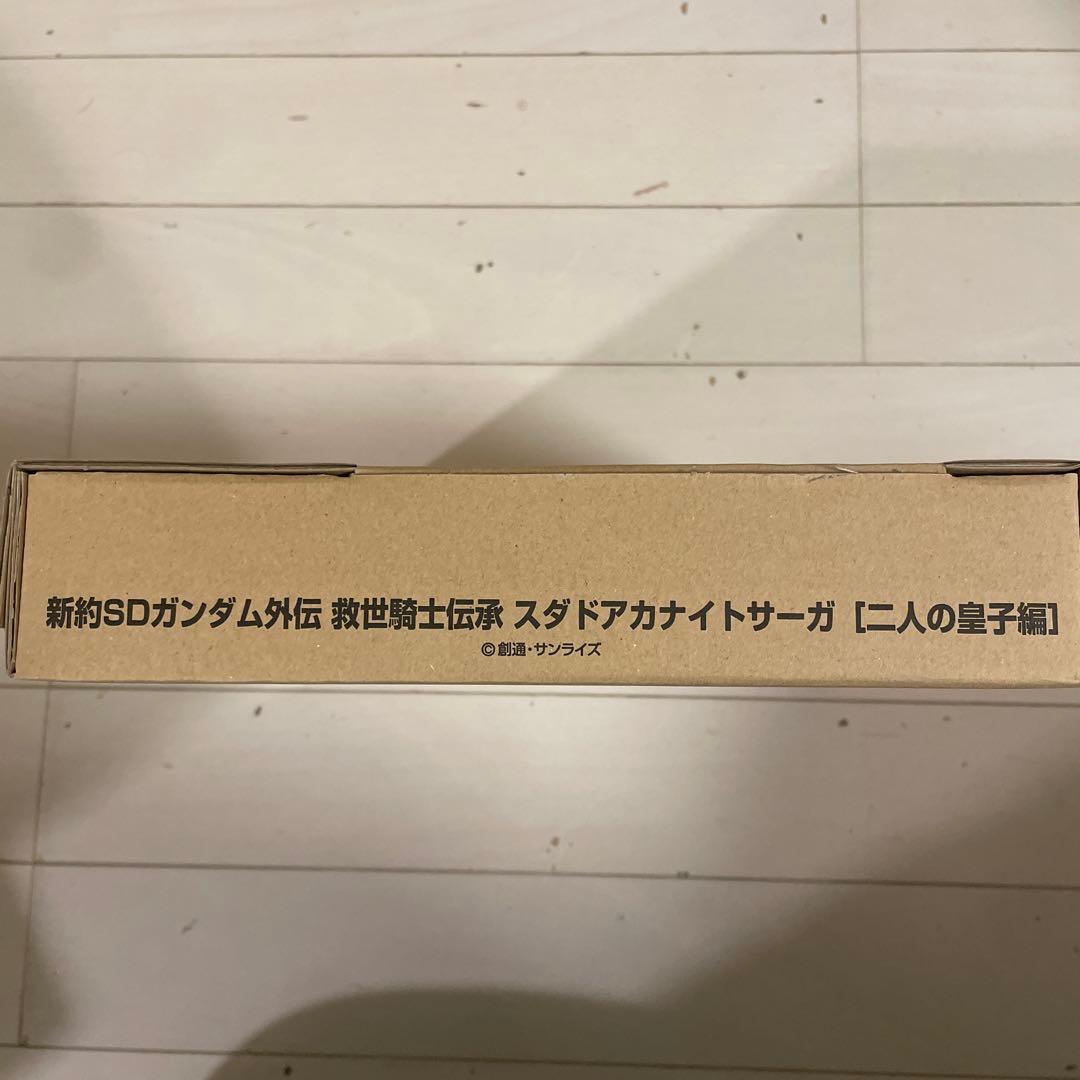 新約SDガンダム外伝 救世騎士伝承 スダドアカナイトサーガ [二人の皇子編]
©創通・サンライズ